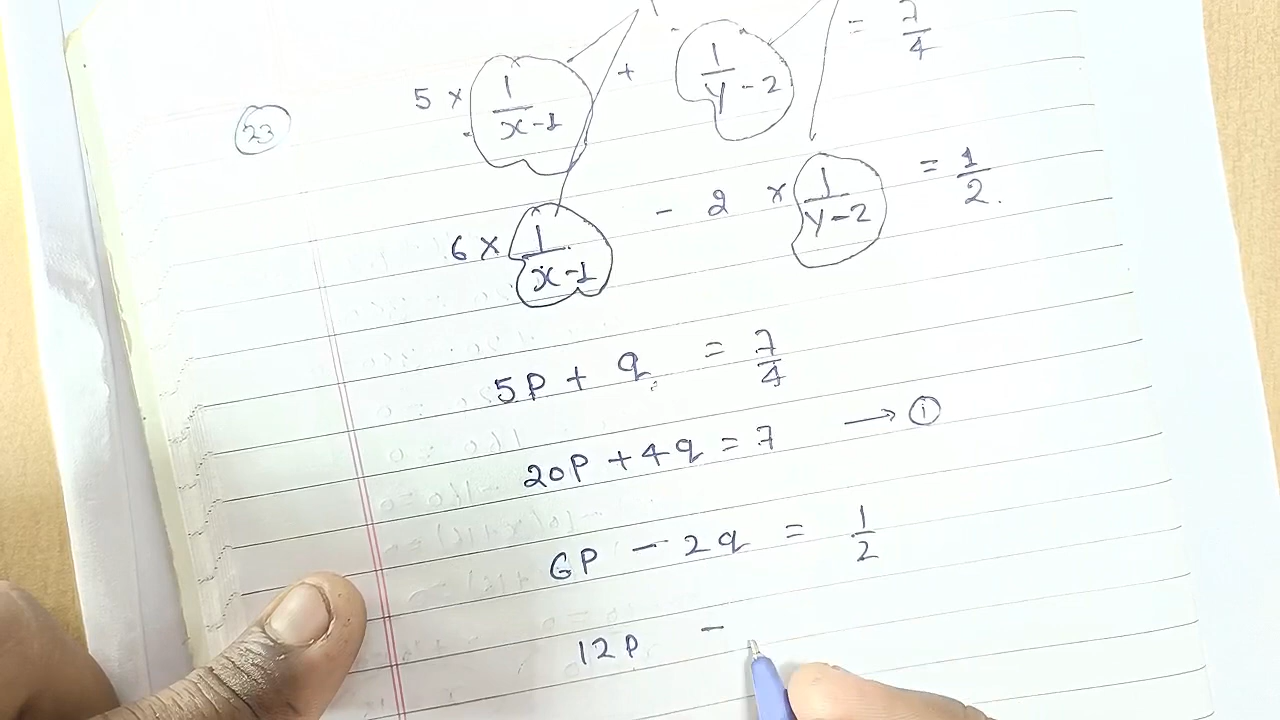 (23) 5 × 1/(x-1) + 1/(y-2) = 7/4
6 × 1/(x-1) - 2 × 1/(y-2) = 1/2.
5p + q = 7/4
20p + 4q = 7 → (i)
6p - 2q = 1/2
12p -